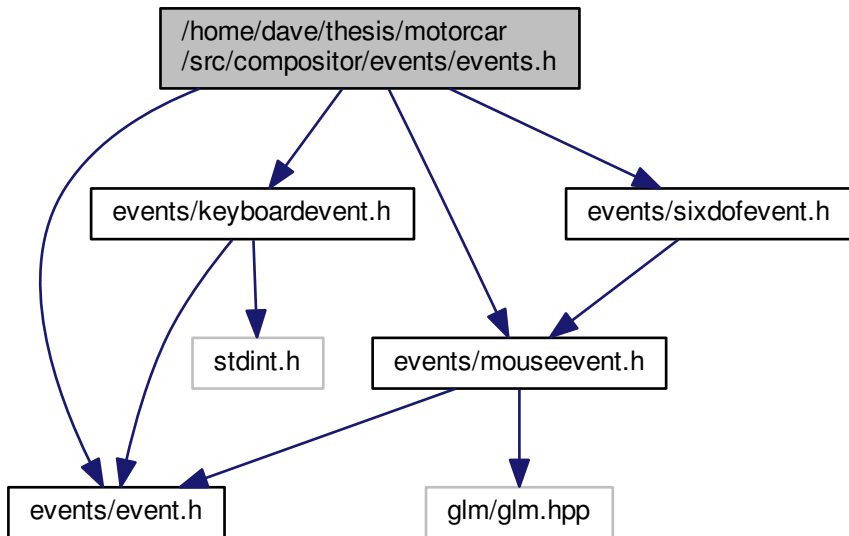 /home/dave/thesis/motorcar
/src/compositor/events/events.h
events/keyboardevent.h
events/sixdofevent.h
stdint.h
events/mouseevent.h
events/event.h
glm/glm.hpp